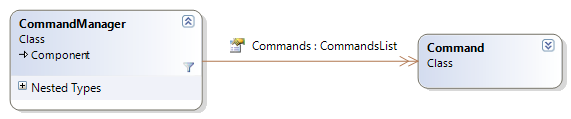 CommandManager
Class
Component
Nested Types
Commands : CommandsList
Command
Class